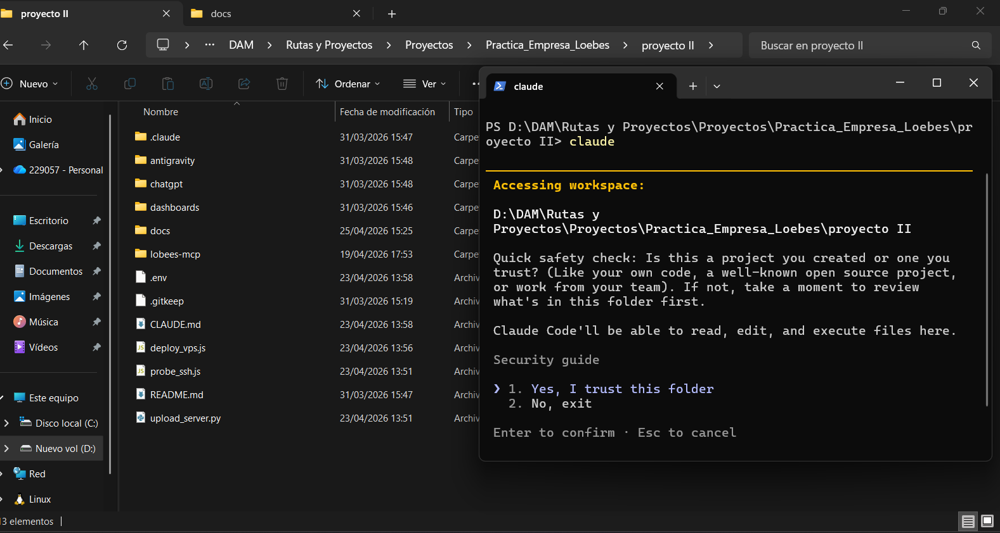 proyecto II
docs
DAM
Rutas y Proyectos
Proyectos
Practica_Empresa_Loebes
proyecto II
Buscar en proyecto II
Nuevo
Ordenar
Ver
Inicio
Galería
229057 - Personal
Escritorio
Descargas
Documentos
Imágenes
Música
Vídeos
Este equipo
Disco local (C:)
Nuevo vol (D:)
Red
Linux
Nombre Fecha de modificación Tipo
.claude 31/03/2026 15:47 Carpe
antigravity 31/03/2026 15:48 Carpe
chatgpt 31/03/2026 15:48 Carpe
dashboards 31/03/2026 15:46 Carpe
docs 25/04/2026 15:25 Carpe
lobees-mcp 19/04/2026 17:53 Carpe
.env 23/04/2026 13:58 Archiv
.gitkeep 31/03/2026 15:19 Archiv
CLAUDE.md 23/04/2026 13:58 Archiv
deploy_vps.js 23/04/2026 13:56 Archiv
probe_ssh.js 23/04/2026 13:51 Archiv
README.md 31/03/2026 15:47 Archiv
upload_server.py 23/04/2026 13:51 Archiv
claude
PS D:\DAM\Rutas y Proyectos\Proyectos\Practica_Empresa_Loebes\pr
oyecto II> claude
Accessing workspace:
D:\DAM\Rutas y
Proyectos\Proyectos\Practica_Empresa_Loebes\proyecto II
Quick safety check: Is this a project you created or one you
trust? (Like your own code, a well-known open source project,
or work from your team). If not, take a moment to review
what's in this folder first.
Claude Code'll be able to read, edit, and execute files here.
Security guide
❯ 1. Yes, I trust this folder
2. No, exit
Enter to confirm · Esc to cancel
13 elementos